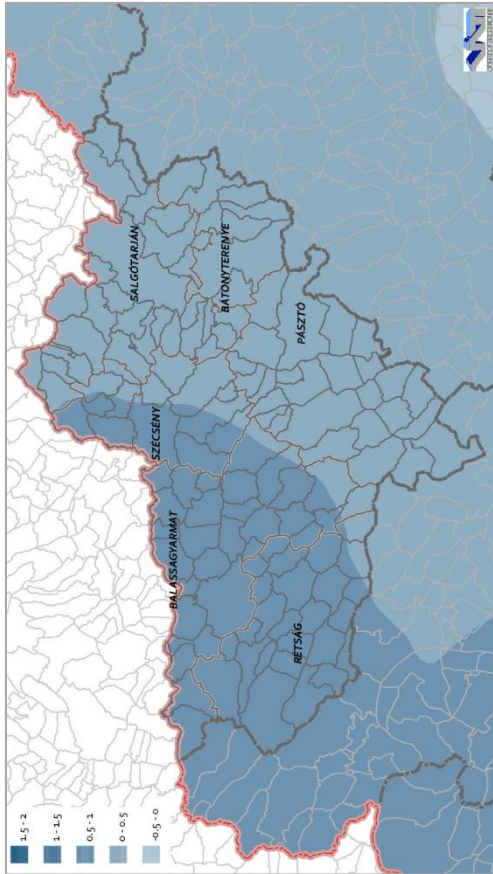 1.5 - 2
1 - 1.5
0.5 - 1
0 - 0.5
-0.5 - 0
SALGÓTARJÁN
BÁTONYTERENYE
SZÉCSÉNY
PÁSZTÓ
BALASSAGYARMAT
RÉTSÁG